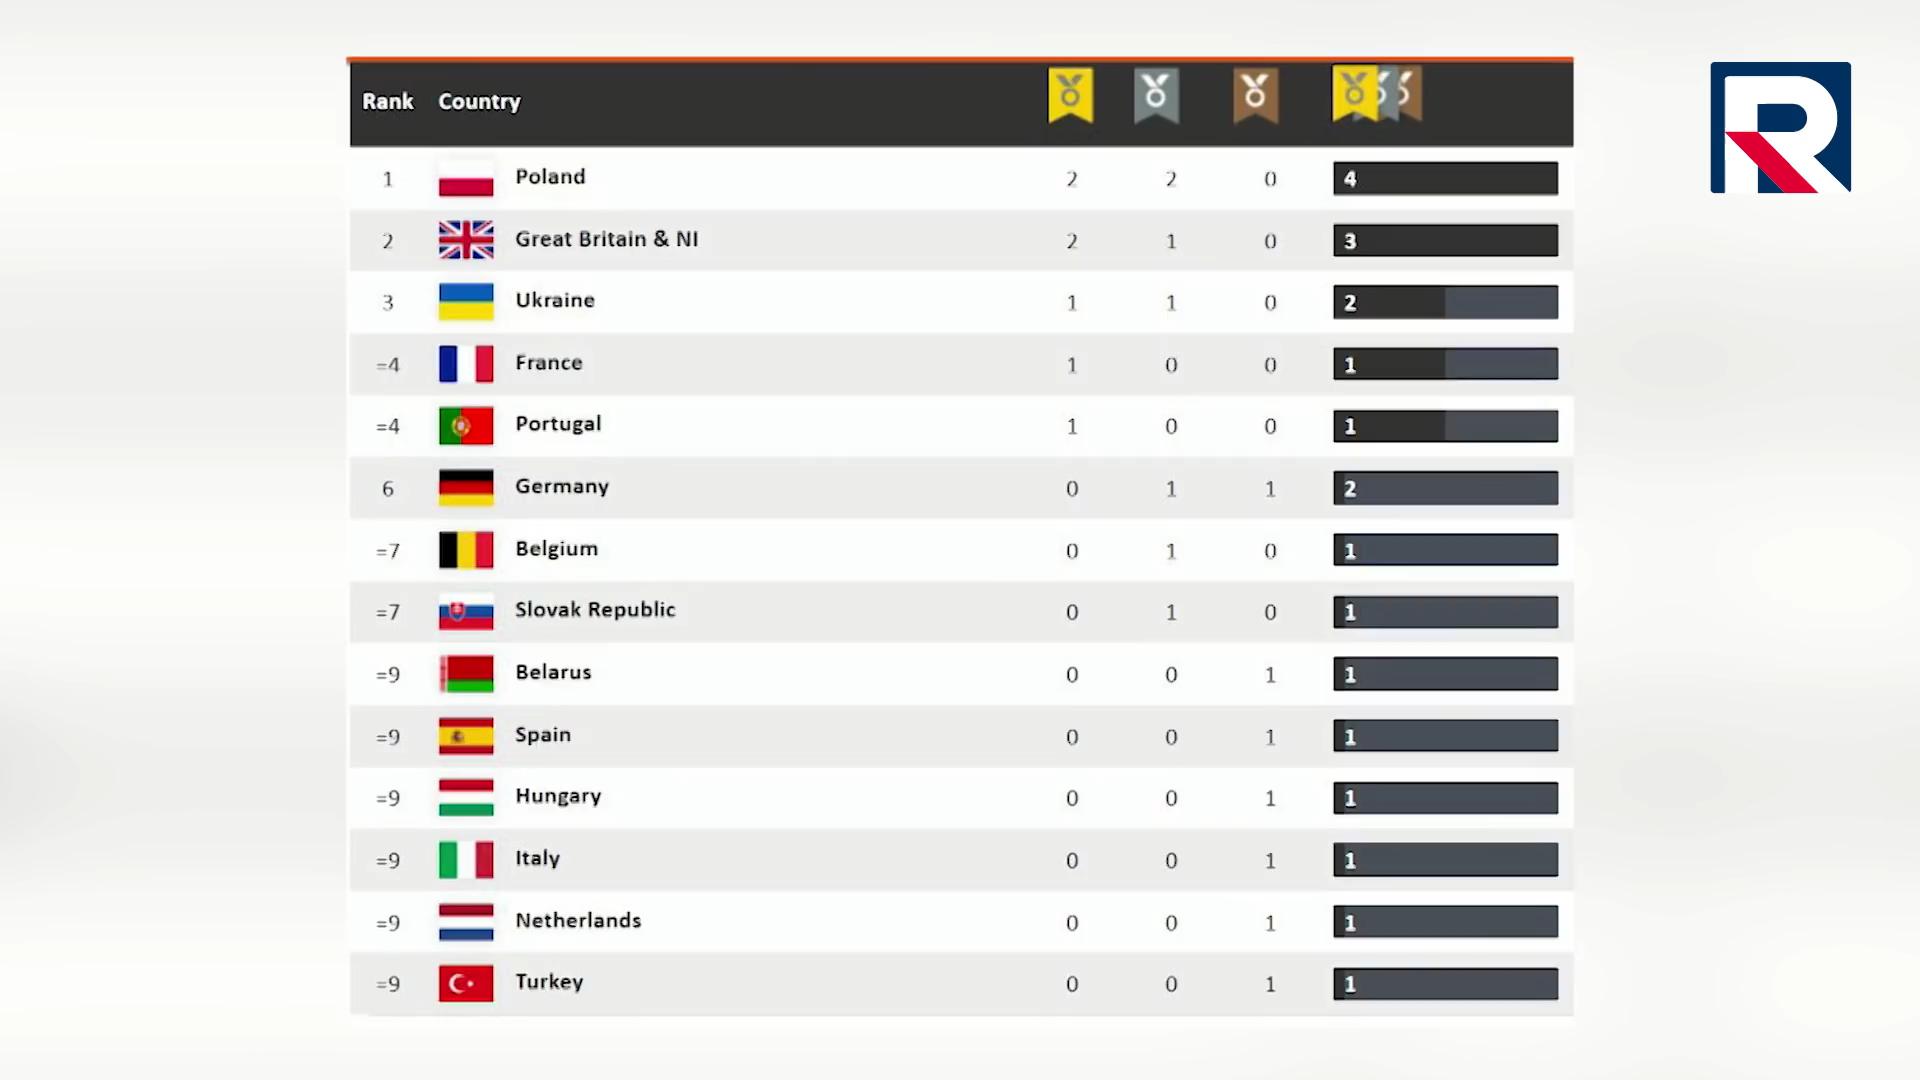 Rank Country
1 Poland 2 2 0 4
2 Great Britain & NI 2 1 0 3
3 Ukraine 1 1 0 2
=4 France 1 0 0 1
=4 Portugal 1 0 0 1
6 Germany 0 1 1 2
=7 Belgium 0 1 0 1
=7 Slovak Republic 0 1 0 1
=9 Belarus 0 0 1 1
=9 Spain 0 0 1 1
=9 Hungary 0 0 1 1
=9 Italy 0 0 1 1
=9 Netherlands 0 0 1 1
=9 Turkey 0 0 1 1
R